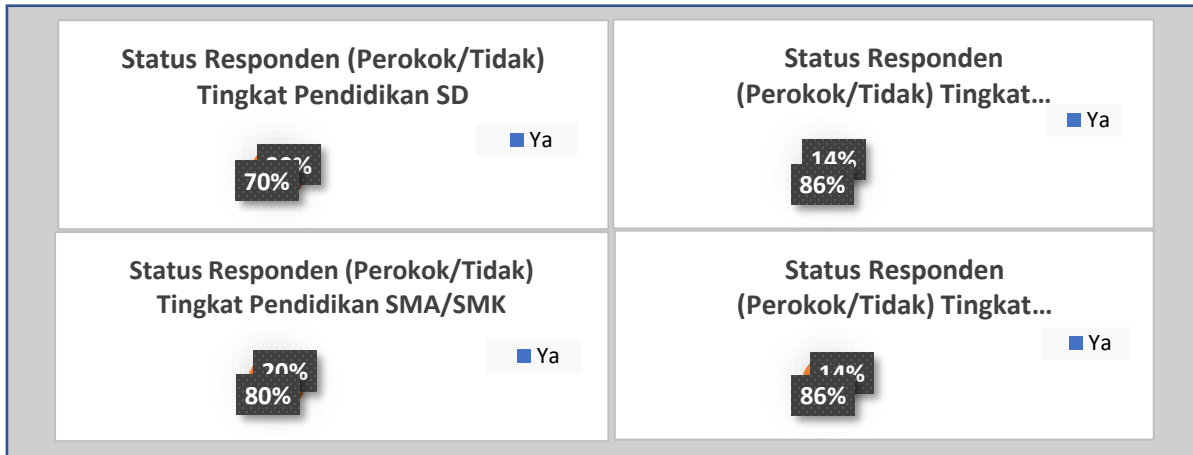 Status Responden (Perokok/Tidak)
Tingkat Pendidikan SD
Ya
70%
Status Responden
(Perokok/Tidak) Tingkat...
Ya
14%
86%
Status Responden (Perokok/Tidak)
Tingkat Pendidikan SMA/SMK
Ya
20%
80%
Status Responden
(Perokok/Tidak) Tingkat...
Ya
14%
86%